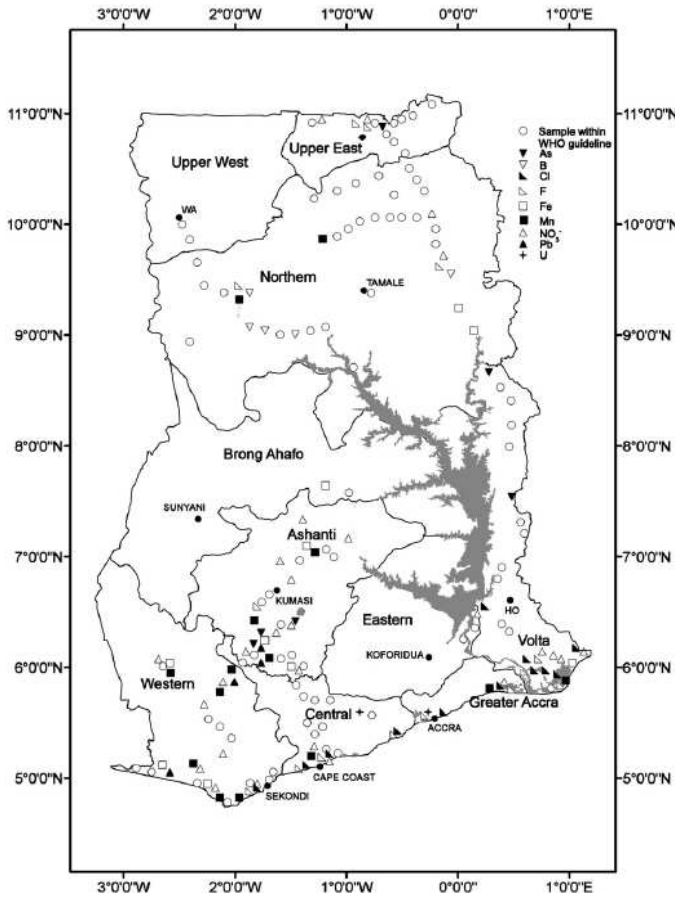 3°0'0"W 2°0'0"W 1°0'0"W 0°0'0" 1°0'0"E
11°0'0"N 11°0'0"N
Upper East
Upper West
Sample within
WHO guideline
As
B
Cl
F
Fe
Mn
NO3-
Pb
U
WA
10°0'0"N 10°0'0"N
Northern
TAMALE
9°0'0"N 9°0'0"N
8°0'0"N 8°0'0"N
Brong Ahafo
SUNYANI
Ashanti
7°0'0"N 7°0'0"N
KUMASI
Eastern
HO
Volta
KOFORIDUA
6°0'0"N 6°0'0"N
Western
Central
Greater Accra
ACCRA
5°0'0"N 5°0'0"N
CAPE COAST
SEKONDI
3°0'0"W 2°0'0"W 1°0'0"W 0°0'0" 1°0'0"E